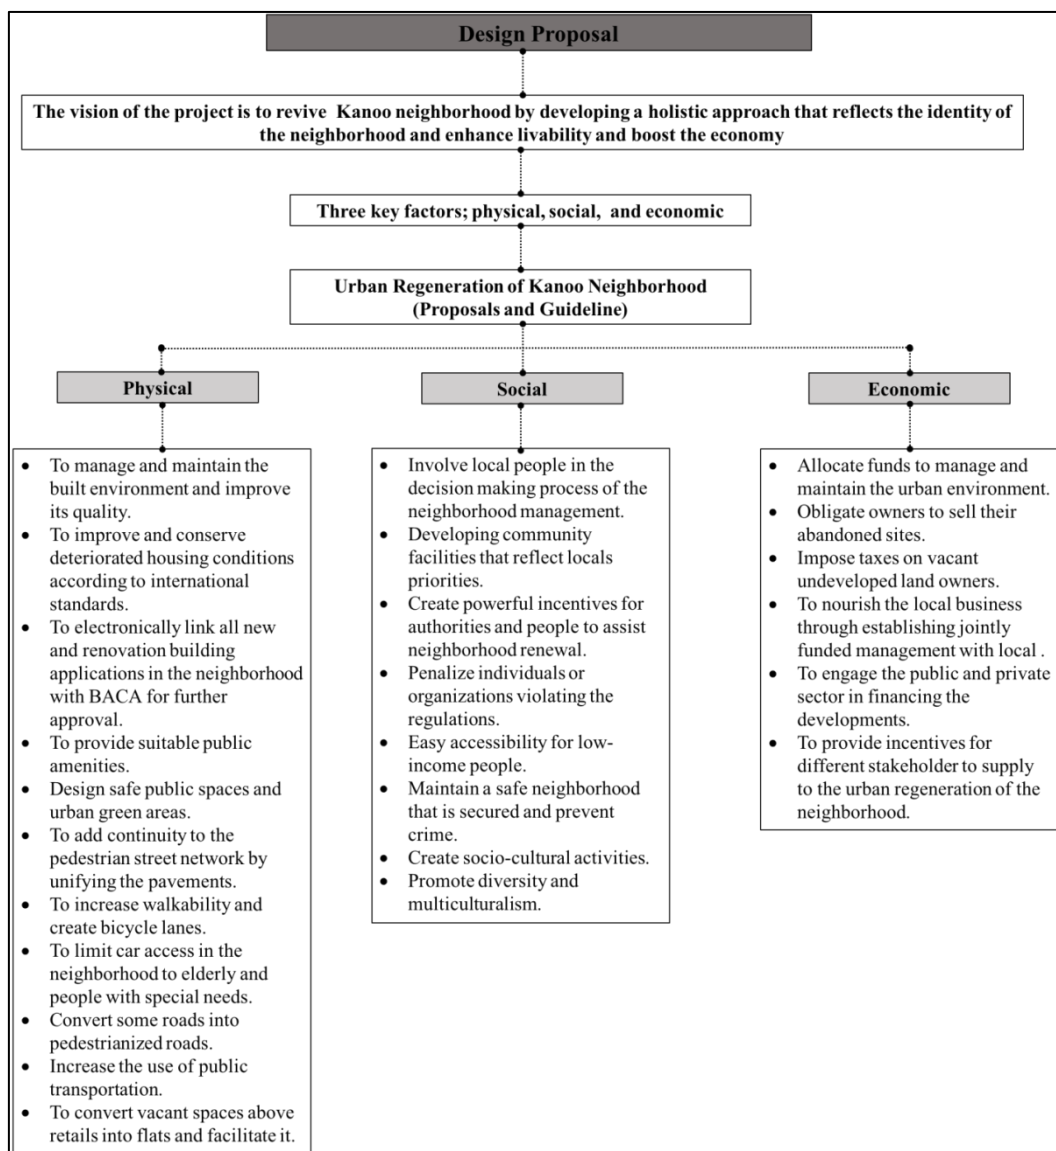 Design Proposal
The vision of the project is to revive Kanoo neighborhood by developing a holistic approach that reflects the identity of
the neighborhood and enhance livability and boost the economy
Three key factors; physical, social, and economic
Urban Regeneration of Kanoo Neighborhood
(Proposals and Guideline)
Physical
• To manage and maintain the
built environment and improve
its quality.
• To improve and conserve
deteriorated housing conditions
according to international
standards.
• To electronically link all new
and renovation building
applications in the neighborhood
with BACA for further
approval.
• To provide suitable public
amenities.
• Design safe public spaces and
urban green areas.
• To add continuity to the
pedestrian street network by
unifying the pavements.
• To increase walkability and
create bicycle lanes.
• To limit car access in the
neighborhood to elderly and
people with special needs.
• Convert some roads into
pedestrianized roads.
• Increase the use of public
transportation.
• To convert vacant spaces above
retails into flats and facilitate it.
Social
• Involve local people in the
decision making process of the
neighborhood management.
• Developing community
facilities that reflect locals
priorities.
• Create powerful incentives for
authorities and people to assist
neighborhood renewal.
• Penalize individuals or
organizations violating the
regulations.
• Easy accessibility for low-
income people.
• Maintain a safe neighborhood
that is secured and prevent
crime.
• Create socio-cultural activities.
• Promote diversity and
multiculturalism.
Economic
• Allocate funds to manage and
maintain the urban environment.
• Obligate owners to sell their
abandoned sites.
• Impose taxes on vacant
undeveloped land owners.
• To nourish the local business
through establishing jointly
funded management with local .
• To engage the public and private
sector in financing the
developments.
• To provide incentives for
different stakeholder to supply
to the urban regeneration of the
neighborhood.